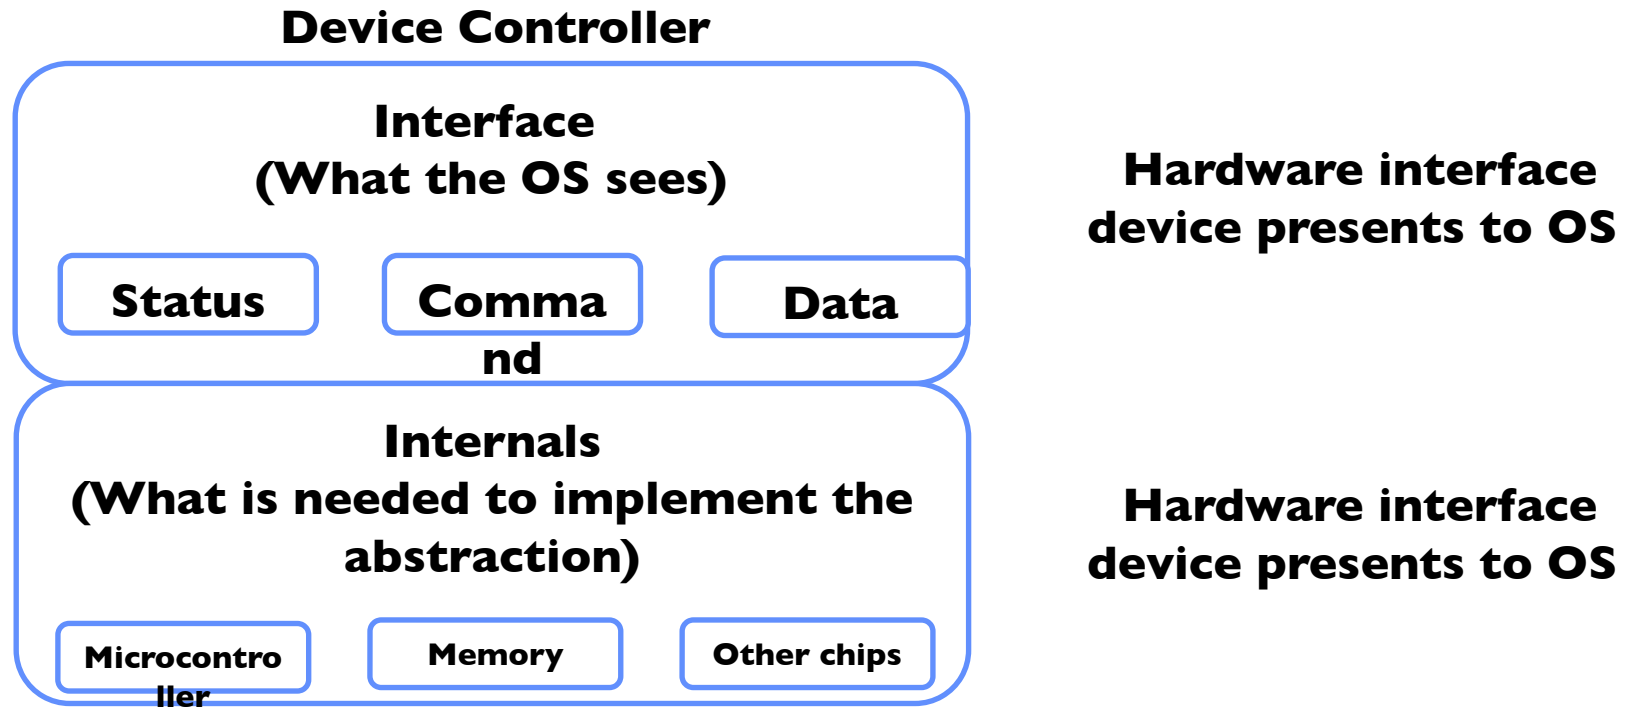 Device Controller
Interface
(What the OS sees)
Hardware interface
device presents to OS
Status
Comma
nd
Data
Internals
(What is needed to implement the
abstraction)
Hardware interface
device presents to OS
Microcontro
ller
Memory
Other chips